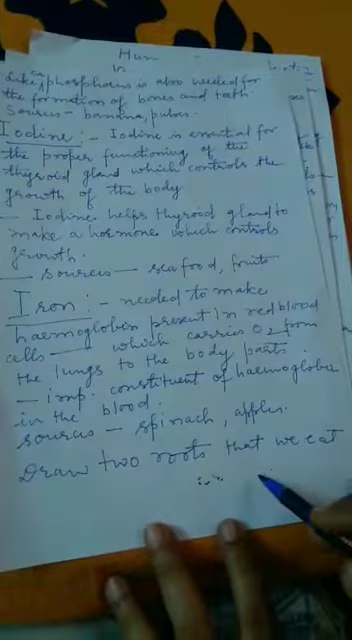 Hum
like Ca, phosphorus is also needed for
the formation of bones and teeth.
Sources - banana, pulses.
Iodine :- Iodine is essential for
the proper functioning of the
thyroid gland which controls the
growth of the body
- Iodine helps thyroid gland to
make a hormone which controls
growth.
- sources - seafood, fruits
Iron :- needed to make
haemoglobin present in red blood
cells - which carries O2 from
the lungs to the body parts.
- imp. constituent of haemoglobin
in the blood.
sources - spinach, apples.
Draw two roots that we eat